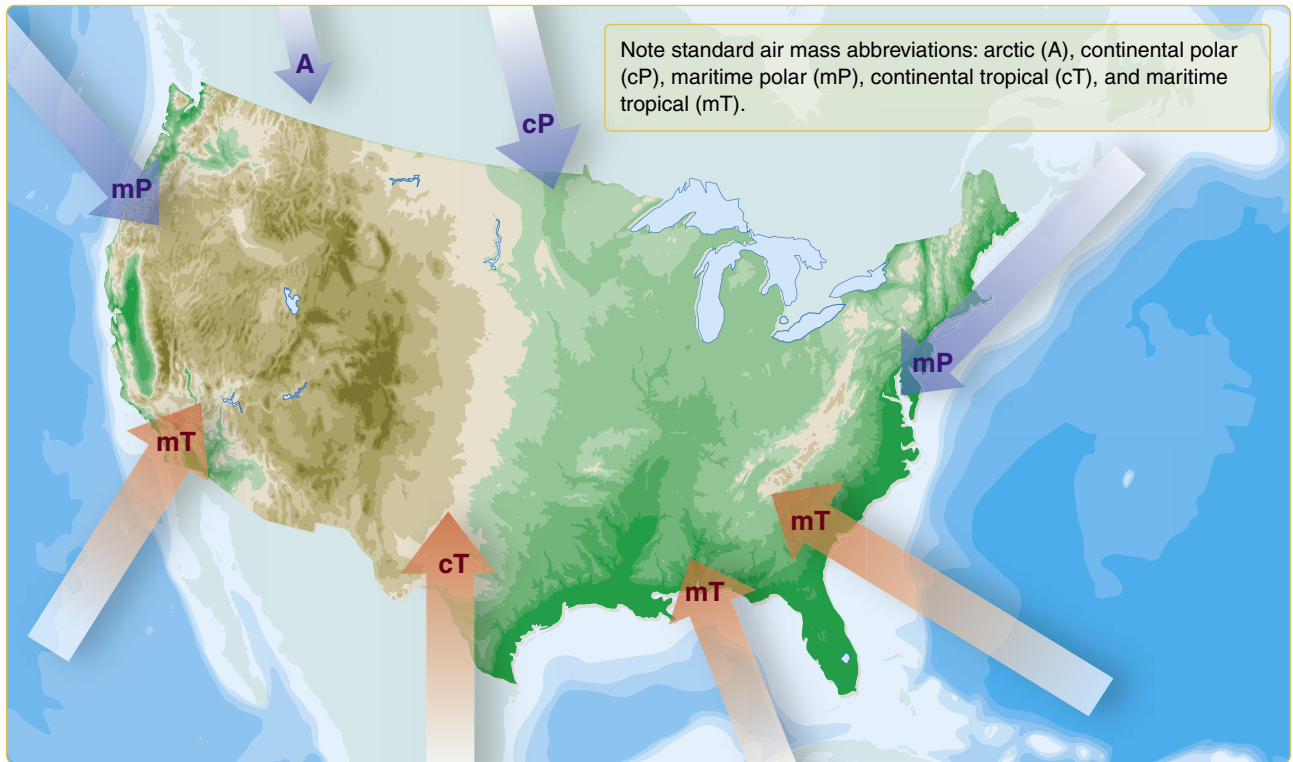 Note standard air mass abbreviations: arctic (A), continental polar
(cP), maritime polar (mP), continental tropical (cT), and maritime
tropical (mT).
A
cP
mP
mP
mT
mT
cT
mT